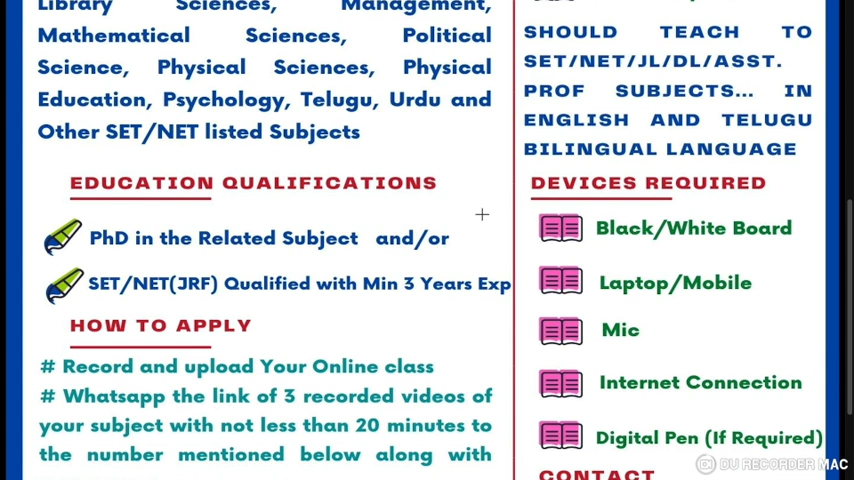 Library Sciences, Management,
Mathematical Sciences, Political
Science, Physical Sciences, Physical
Education, Psychology, Telugu, Urdu and
Other SET/NET listed Subjects
EDUCATION QUALIFICATIONS
PhD in the Related Subject and/or
SET/NET(JRF) Qualified with Min 3 Years Exp
HOW TO APPLY
# Record and upload Your Online class
# Whatsapp the link of 3 recorded videos of
your subject with not less than 20 minutes to
the number mentioned below along with
SHOULD TEACH TO
SET/NET/JL/DL/ASST.
PROF SUBJECTS... IN
ENGLISH AND TELUGU
BILINGUAL LANGUAGE
DEVICES REQUIRED
Black/White Board
Laptop/Mobile
Mic
Internet Connection
Digital Pen (If Required)
CONTACT
DU RECORDER MAC